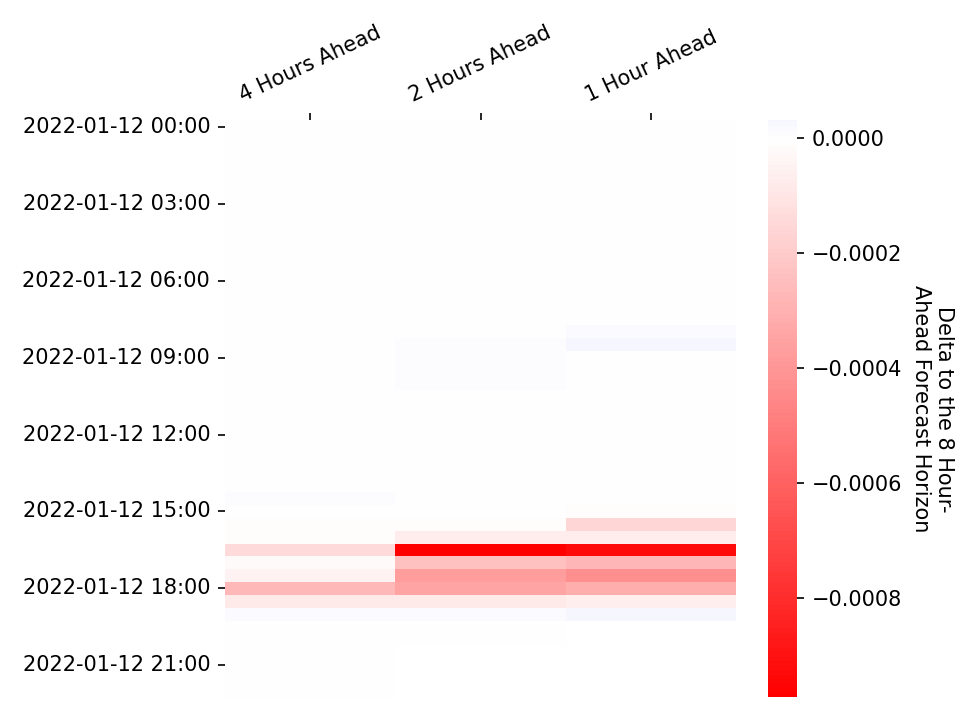 4 Hours Ahead
2 Hours Ahead
1 Hour Ahead
2022-01-12 00:00
2022-01-12 03:00
2022-01-12 06:00
2022-01-12 09:00
2022-01-12 12:00
2022-01-12 15:00
2022-01-12 18:00
2022-01-12 21:00
0.0000
−0.0002
−0.0004
−0.0006
−0.0008
Delta to the 8 Hour-
Ahead Forecast Horizon